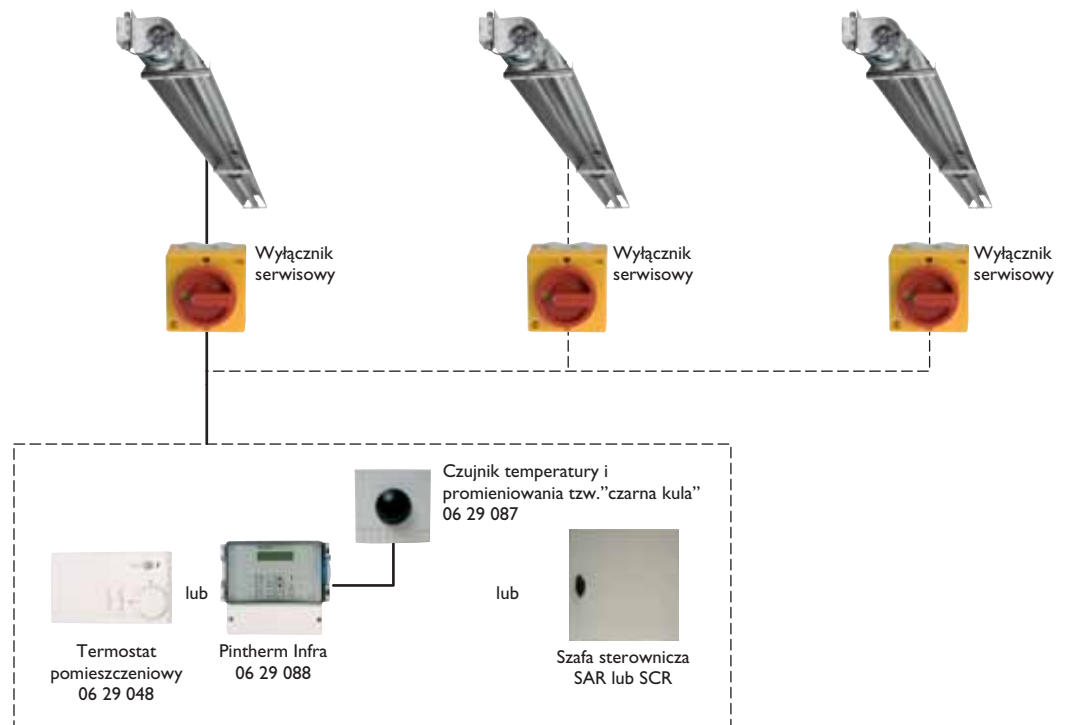 Wyłącznik
serwisowy
Wyłącznik
serwisowy
Wyłącznik
serwisowy
Czujnik temperatury i
promieniowania tzw.”czarna kula”
06 29 087
lub
lub
Termostat
pomieszczeniowy
06 29 048
Pintherm Infra
06 29 088
Szafa sterownicza
SAR lub SCR